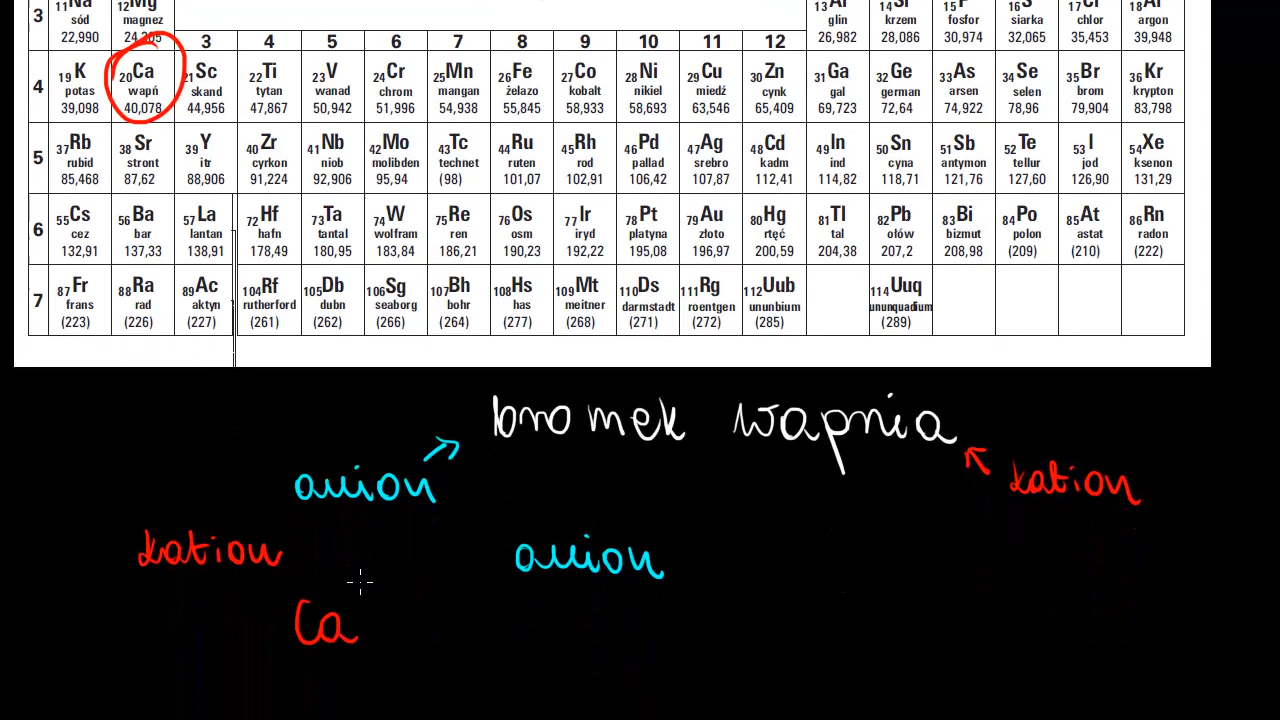 3 11Na 12Mg 13Al 14Si 15P 16S 17Cl 18Ar
sód magnez glin krzem fosfor siarka chlor argon
22,990 24,305 26,982 28,086 30,974 32,065 35,453 39,948
3 4 5 6 7 8 9 10 11 12
4 19K 20Ca 21Sc 22Ti 23V 24Cr 25Mn 26Fe 27Co 28Ni 29Cu 30Zn 31Ga 32Ge 33As 34Se 35Br 36Kr
potas wapń skand tytan wanad chrom mangan żelazo kobalt nikiel miedź cynk gal german arsen selen brom krypton
39,098 40,078 44,956 47,867 50,942 51,996 54,938 55,845 58,933 58,693 63,546 65,409 69,723 72,64 74,922 78,96 79,904 83,798
5 37Rb 38Sr 39Y 40Zr 41Nb 42Mo 43Tc 44Ru 45Rh 46Pd 47Ag 48Cd 49In 50Sn 51Sb 52Te 53I 54Xe
rubid stront itr cyrkon niob molibden technet ruten rod pallad srebro kadm ind cyna antymon tellur jod ksenon
85,468 87,62 88,906 91,224 92,906 95,94 (98) 101,07 102,91 106,42 107,87 112,41 114,82 118,71 121,76 127,60 126,90 131,29
6 55Cs 56Ba 57La 72Hf 73Ta 74W 75Re 76Os 77Ir 78Pt 79Au 80Hg 81Tl 82Pb 83Bi 84Po 85At 86Rn
cez bar lantan hafn tantal wolfram ren osm iryd platyna złoto rtęć tal ołów bizmut polon astat radon
132,91 137,33 138,91 178,49 180,95 183,84 186,21 190,23 192,22 195,08 196,97 200,59 204,38 207,2 208,98 (209) (210) (222)
7 87Fr 88Ra 89Ac 104Rf 105Db 106Sg 107Bh 108Hs 109Mt 110Ds 111Rg 112Uub 114Uuq
frans rad aktyn rutherford dubn seaborg bohr has meitner darmstadt roentgen ununbium ununquadium
(223) (226) (227) (261) (262) (266) (264) (277) (268) (271) (272) (285) (289)
bromek wapnia
anion kation
kation anion
Ca